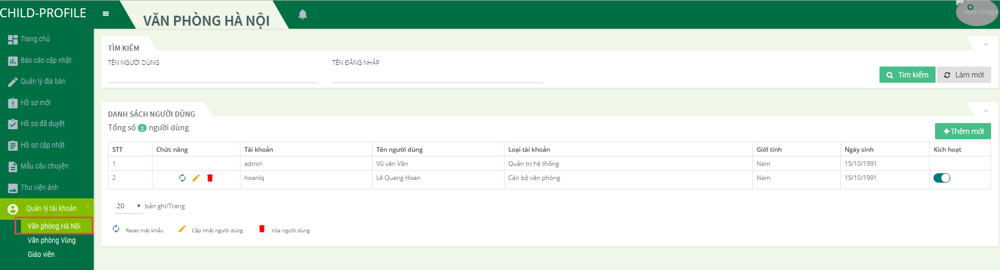 CHILD-PROFILE
VĂN PHÒNG HÀ NỘI
user-image
Trang chủ
Báo cáo cập nhật
Quản lý địa bàn
Hồ sơ mới
Hồ sơ đã duyệt
Hồ sơ cập nhật
Mẫu câu chuyện
Thư viện ảnh
Quản lý tài khoản
Văn phòng Hà Nội
Văn phòng Vùng
Giáo viên
TÌM KIẾM
TÊN NGƯỜI DÙNG TÊN ĐĂNG NHẬP
Tìm kiếm Làm mới
DANH SÁCH NGƯỜI DÙNG
Tổng số 2 người dùng
Thêm mới
STT Chức năng Tài khoản Tên người dùng Loại tài khoản Giới tính Ngày sinh Kích hoạt
1 admin Vũ văn Văn Quản trị hệ thống Nam 15/10/1991
2 hoanlq Lê Quang Hoan Cán bộ văn phòng Nam 15/10/1991
20 bản ghi/Trang
Reset mật khẩu Cập nhật người dùng Xóa người dùng